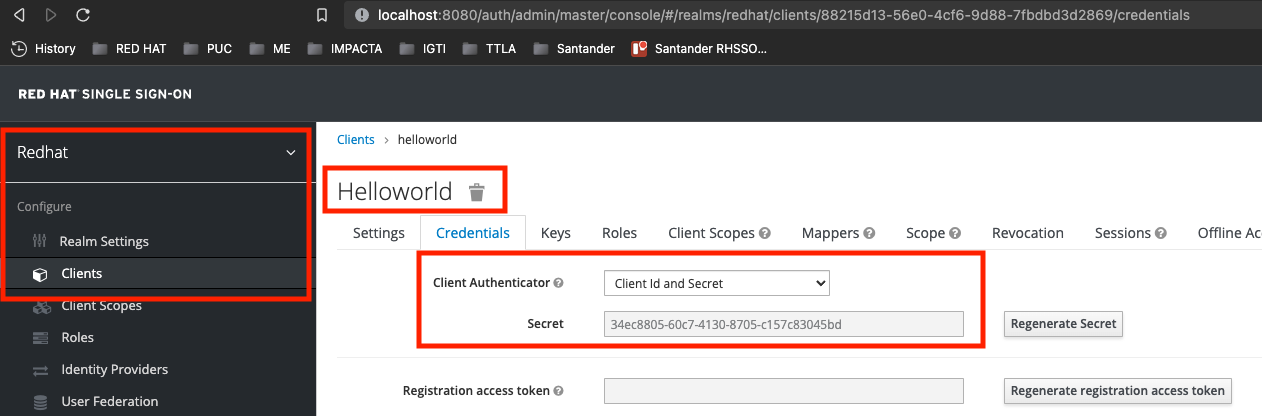 localhost:8080/auth/admin/master/console/#/realms/redhat/clients/88215d13-56e0-4cf6-9d88-7fbdbd3d2869/credentials
History RED HAT PUC ME IMPACTA IGTI TTLA Santander Santander RHSSO...
RED HAT SINGLE SIGN-ON
Redhat
Configure
Realm Settings
Clients
Client Scopes
Roles
Identity Providers
User Federation
Clients > helloworld
Helloworld
Settings Credentials Keys Roles Client Scopes ? Mappers ? Scope ? Revocation Sessions ? Offline Ac
Client Authenticator ? Client Id and Secret
Secret 34ec8805-60c7-4130-8705-c157c83045bd Regenerate Secret
Registration access token ? Regenerate registration access token